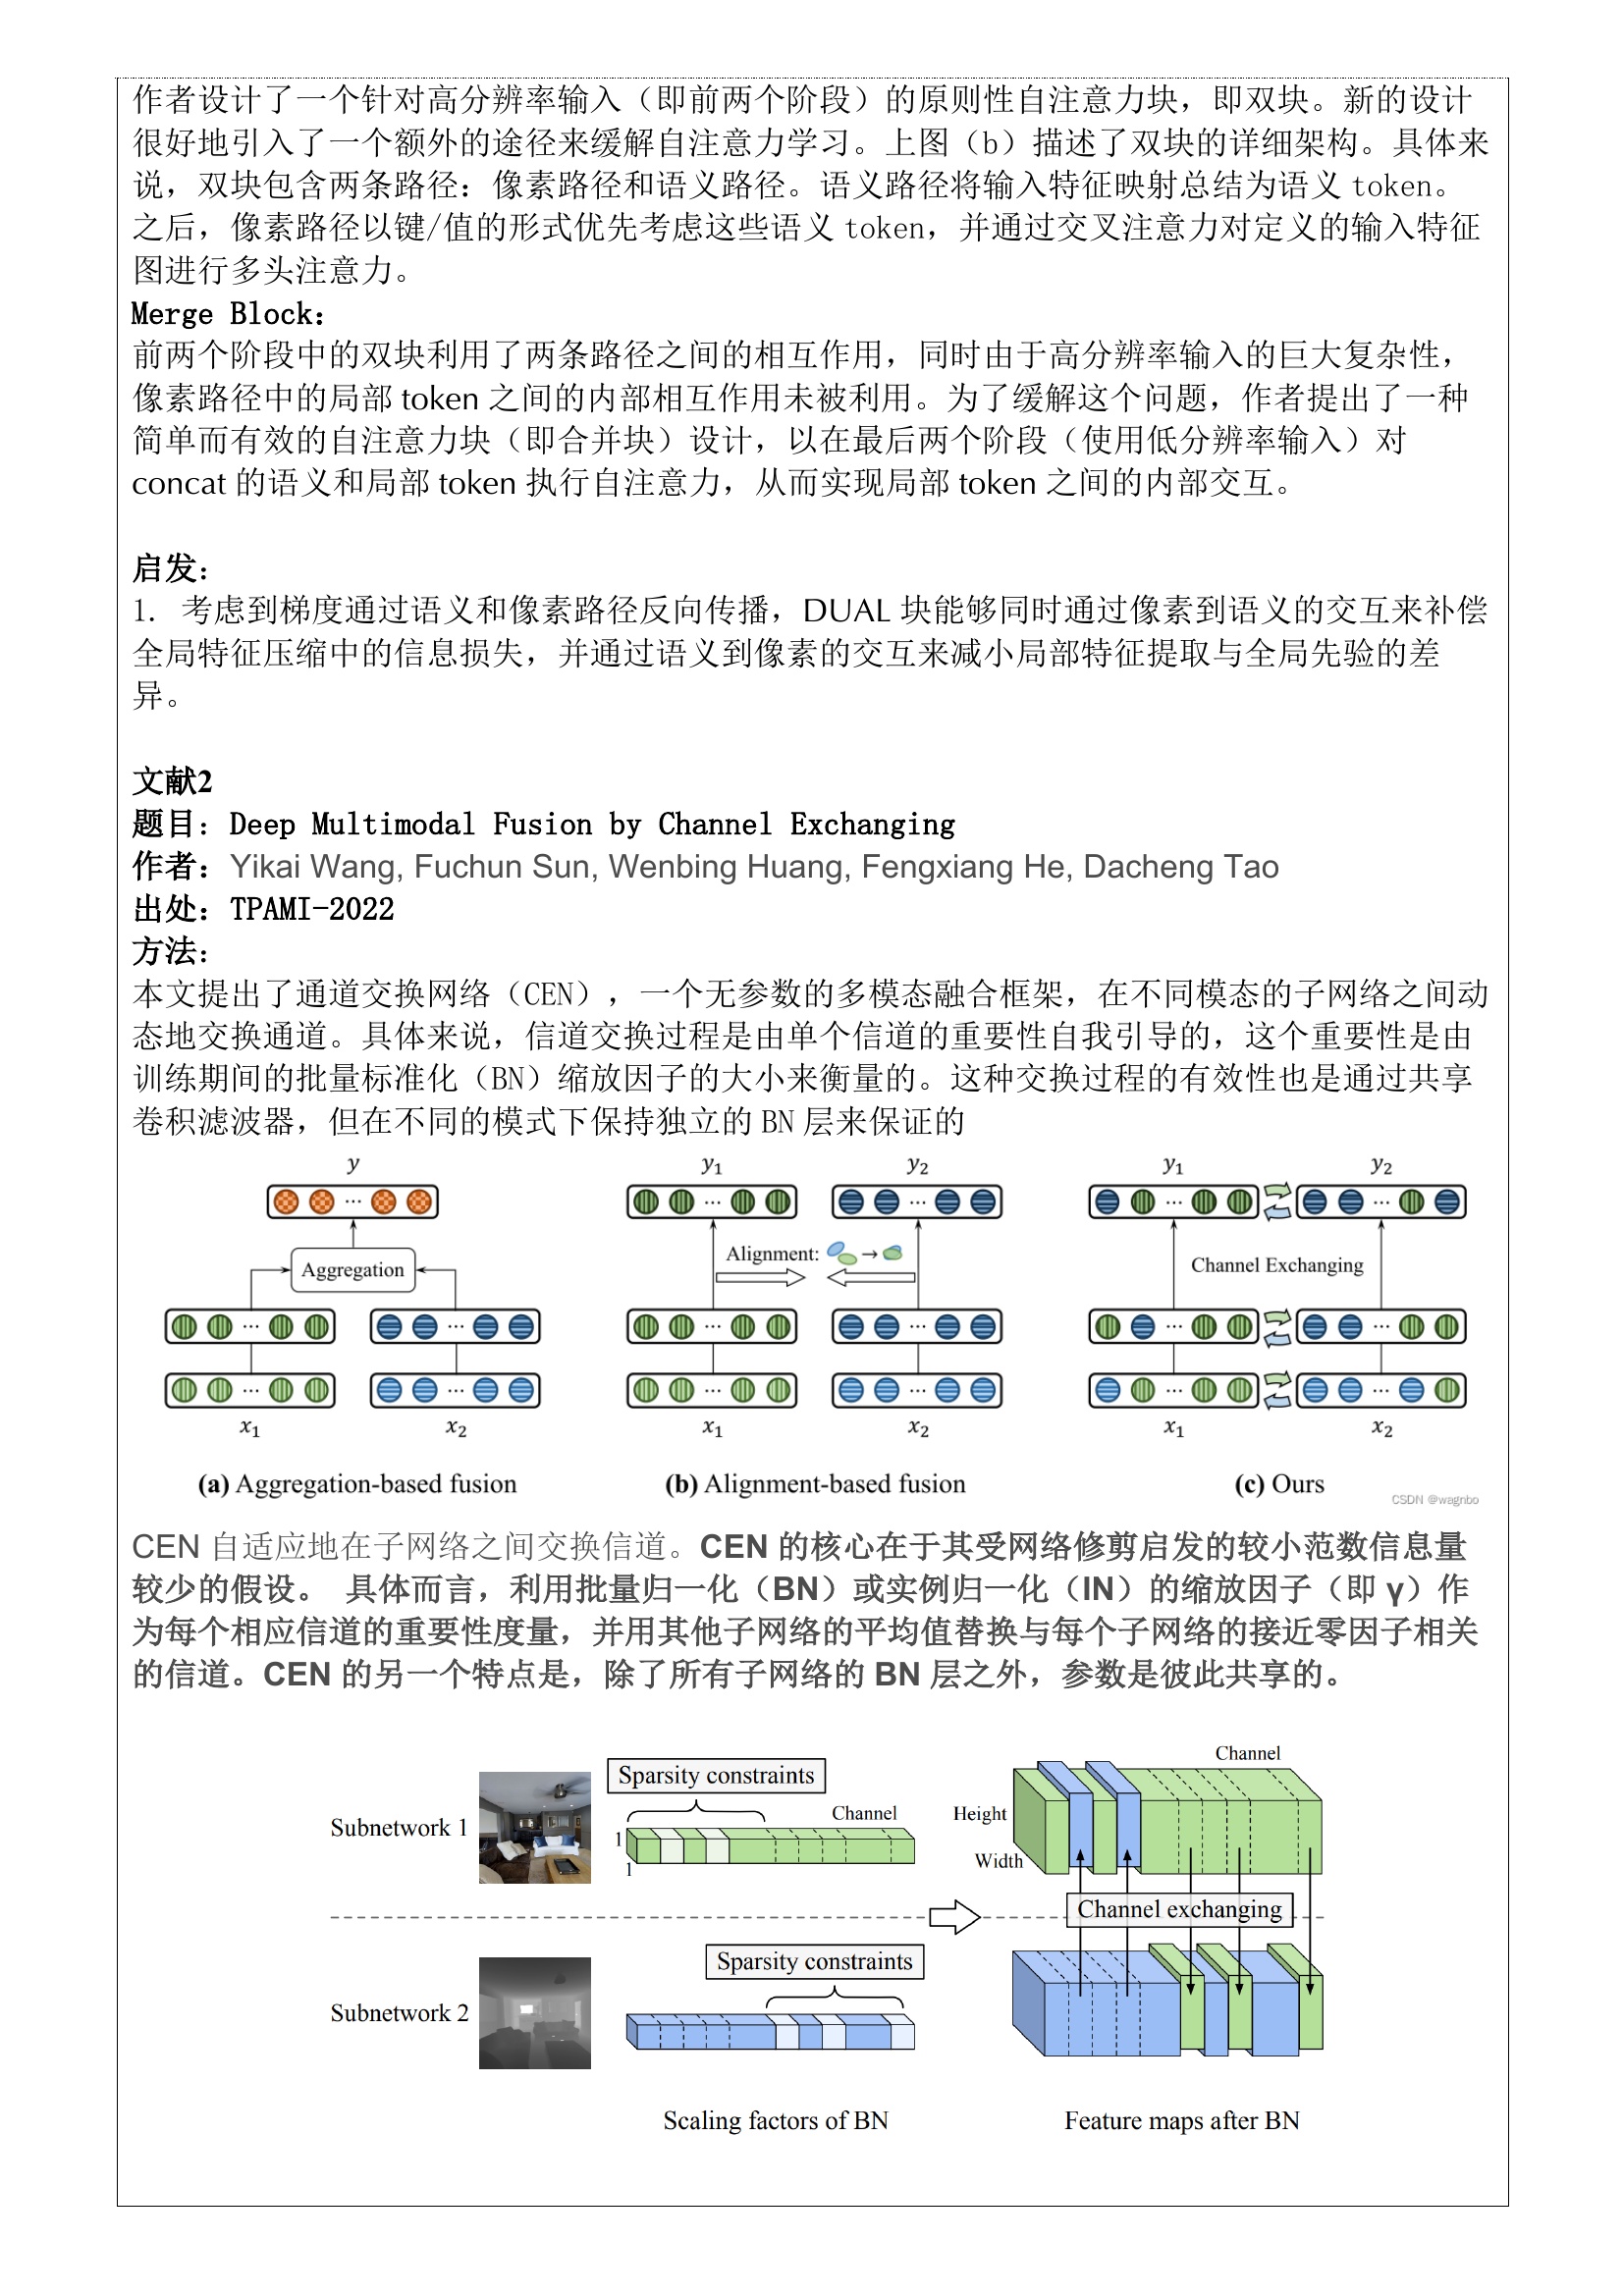 作者设计了一个针对高分辨率输入（即前两个阶段）的原则性自注意力块，即双块。新的设计
很好地引入了一个额外的途径来缓解自注意力学习。上图（b）描述了双块的详细架构。具体来
说，双块包含两条路径：像素路径和语义路径。语义路径将输入特征映射总结为语义 token。
之后，像素路径以键/值的形式优先考虑这些语义 token，并通过交叉注意力对定义的输入特征
图进行多头注意力。
Merge Block：
前两个阶段中的双块利用了两条路径之间的相互作用，同时由于高分辨率输入的巨大复杂性，
像素路径中的局部 token 之间的内部相互作用未被利用。为了缓解这个问题，作者提出了一种
简单而有效的自注意力块（即合并块）设计，以在最后两个阶段（使用低分辨率输入）对
concat 的语义和局部 token 执行自注意力，从而实现局部 token 之间的内部交互。
启发：
1. 考虑到梯度通过语义和像素路径反向传播，DUAL 块能够同时通过像素到语义的交互来补偿
全局特征压缩中的信息损失，并通过语义到像素的交互来减小局部特征提取与全局先验的差
异。
文献2
题目：Deep Multimodal Fusion by Channel Exchanging
作者：Yikai Wang, Fuchun Sun, Wenbing Huang, Fengxiang He, Dacheng Tao
出处：TPAMI-2022
方法：
本文提出了通道交换网络（CEN），一个无参数的多模态融合框架，在不同模态的子网络之间动
态地交换通道。具体来说，信道交换过程是由单个信道的重要性自我引导的，这个重要性是由
训练期间的批量标准化（BN）缩放因子的大小来衡量的。这种交换过程的有效性也是通过共享
卷积滤波器，但在不同的模式下保持独立的 BN 层来保证的
y
Aggregation
x1 x2
(a) Aggregation-based fusion
y1 y2
Alignment:
x1 x2
(b) Alignment-based fusion
y1 y2
Channel Exchanging
x1 x2
(c) Ours
CSDN @wagnbo
CEN 自适应地在子网络之间交换信道。CEN 的核心在于其受网络修剪启发的较小范数信息量
较少的假设。 具体而言，利用批量归一化（BN）或实例归一化（IN）的缩放因子（即 γ）作
为每个相应信道的重要性度量，并用其他子网络的平均值替换与每个子网络的接近零因子相关
的信道。CEN 的另一个特点是，除了所有子网络的 BN 层之外，参数是彼此共享的。
Subnetwork 1
Sparsity constraints
Channel
1
1
Channel
Height
Width
Channel exchanging
Subnetwork 2
Sparsity constraints
Scaling factors of BN
Feature maps after BN